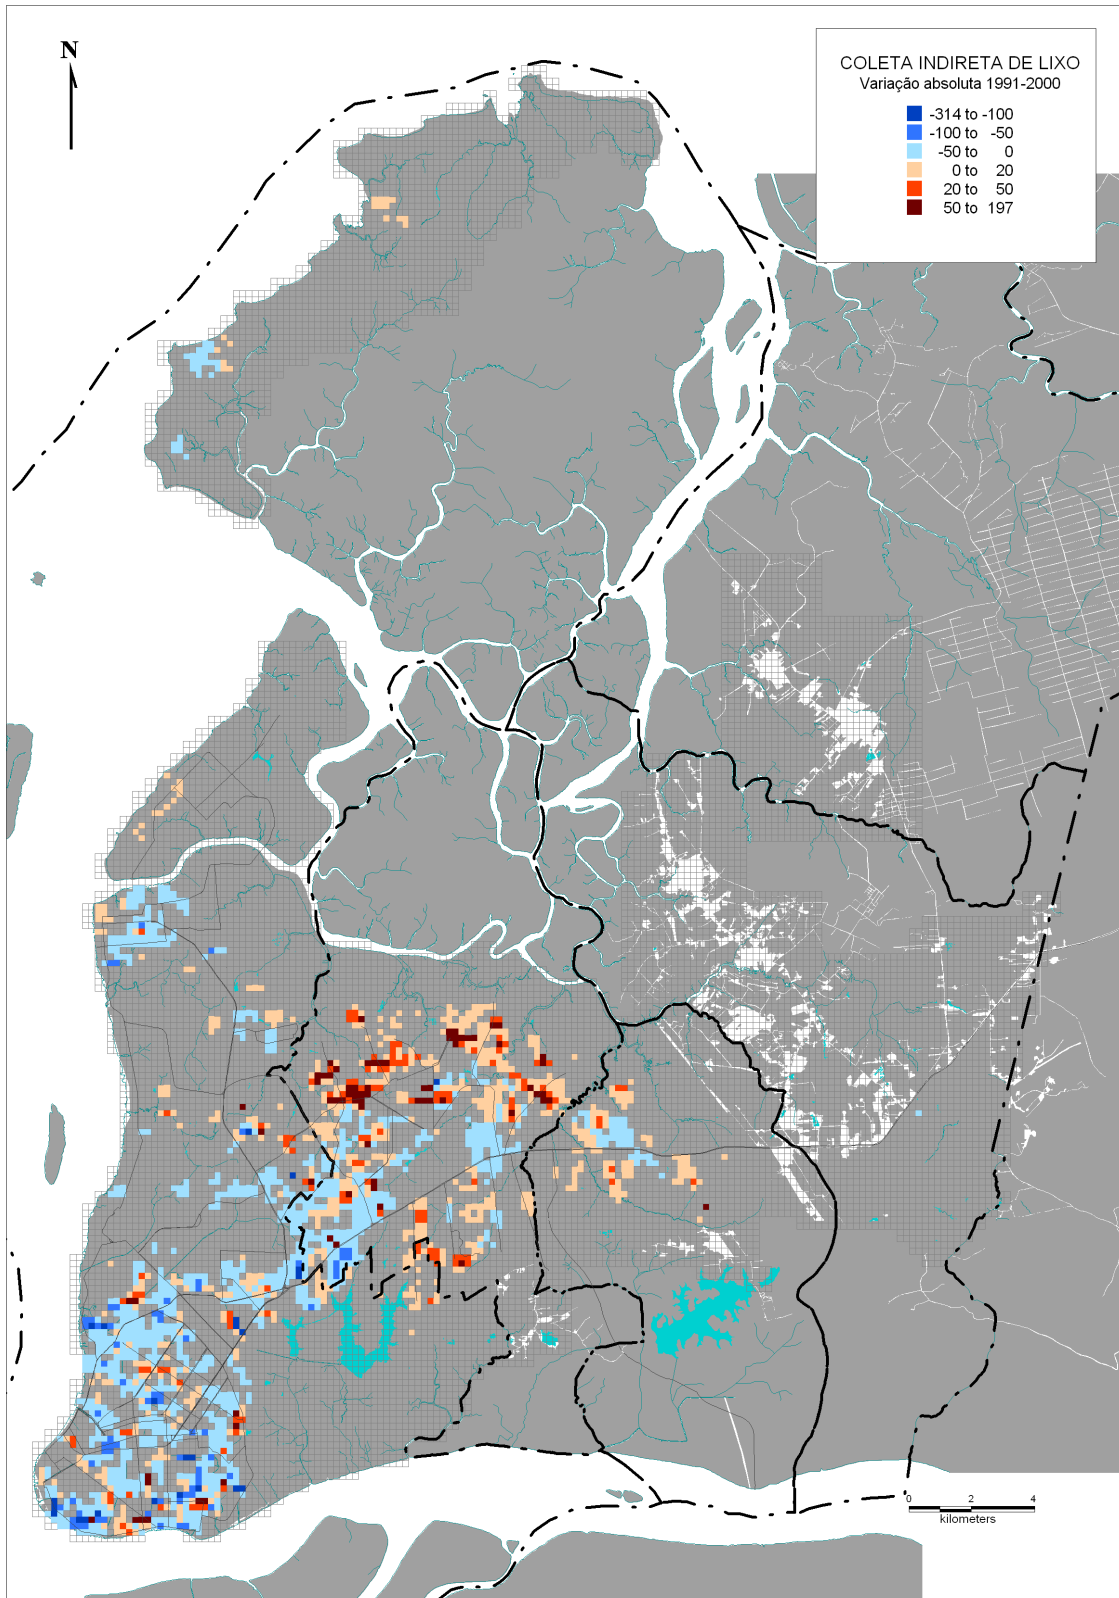 N
COLETA INDIRETA DE LIXO
Variação absoluta 1991-2000
-314 to -100
-100 to -50
-50 to 0
0 to 20
20 to 50
50 to 197
0 2 4
kilometers